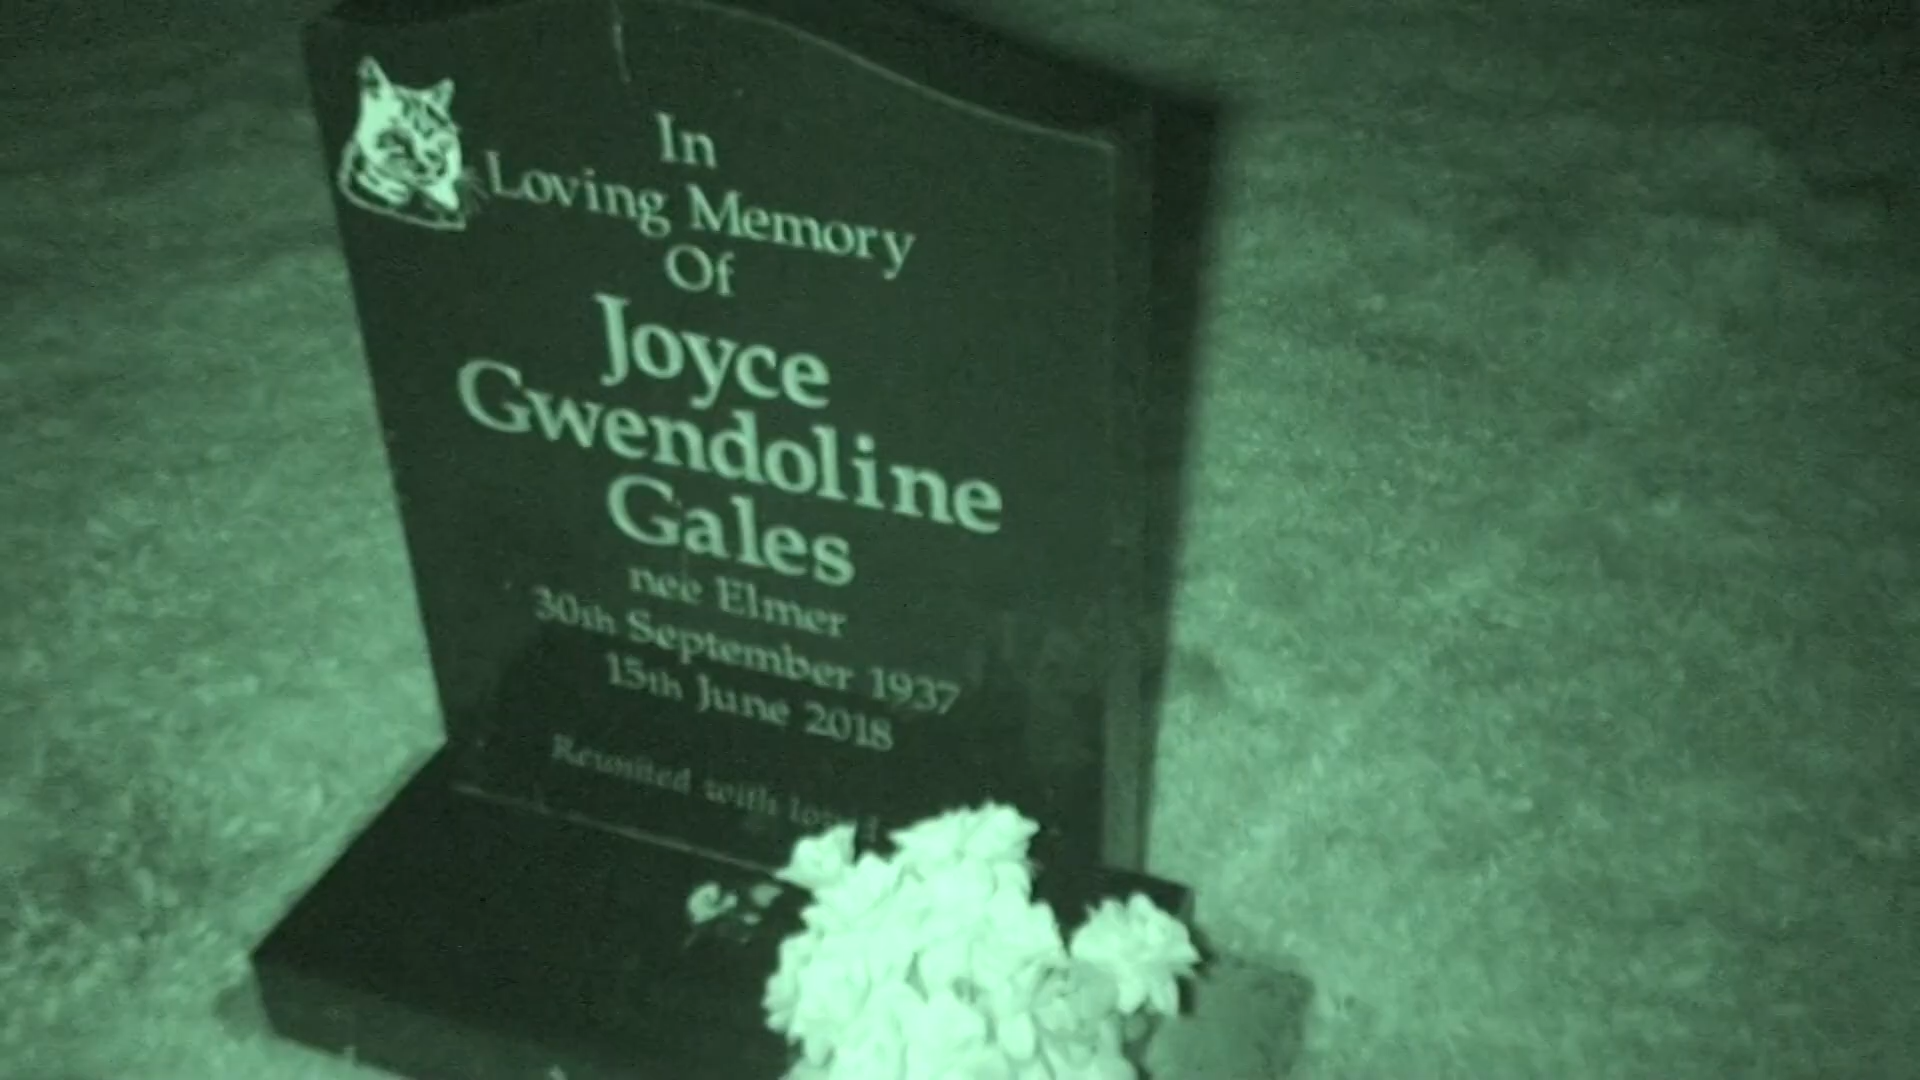 In
Loving Memory
Of
Joyce
Gwendoline
Gales
nee Elmer
30th September 1937
15th June 2018
Reunited with